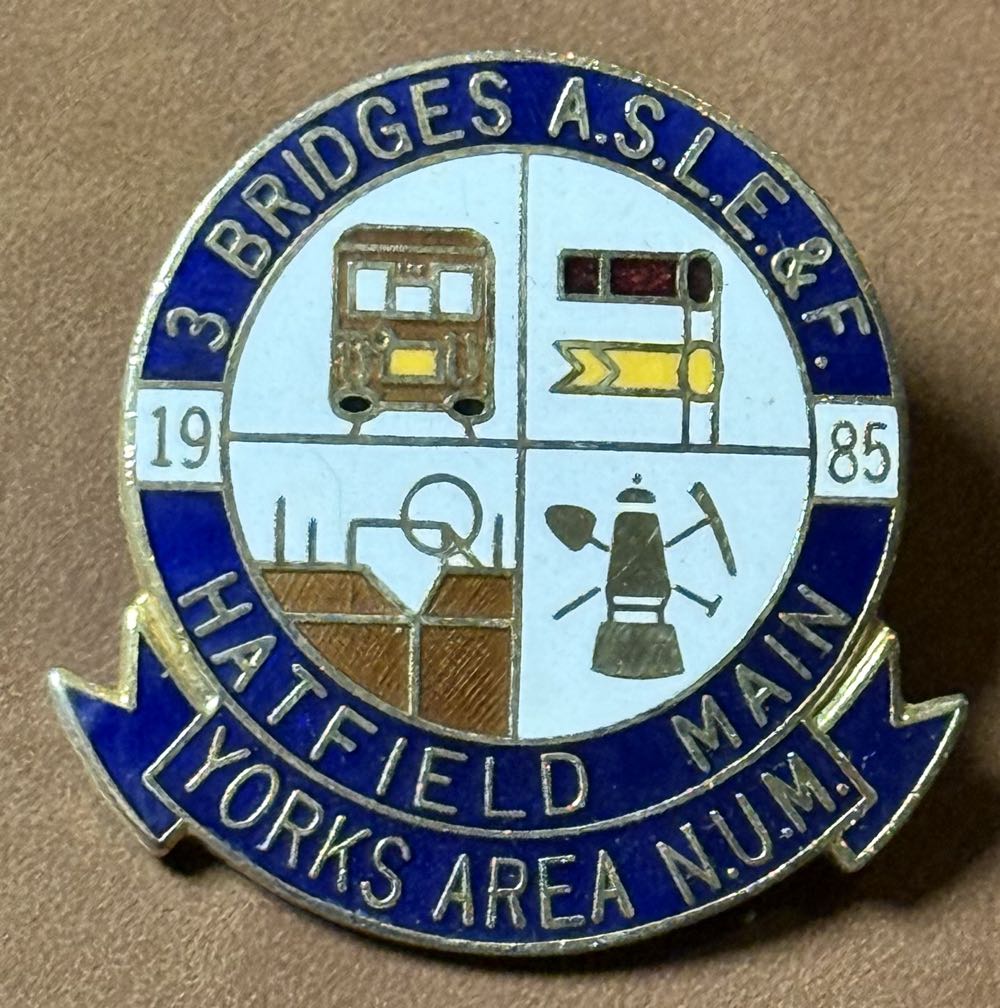 3 BRIDGES A.S.L.E.&F.
19 85
HATFIELD MAIN
YORKS AREA N.U.M.